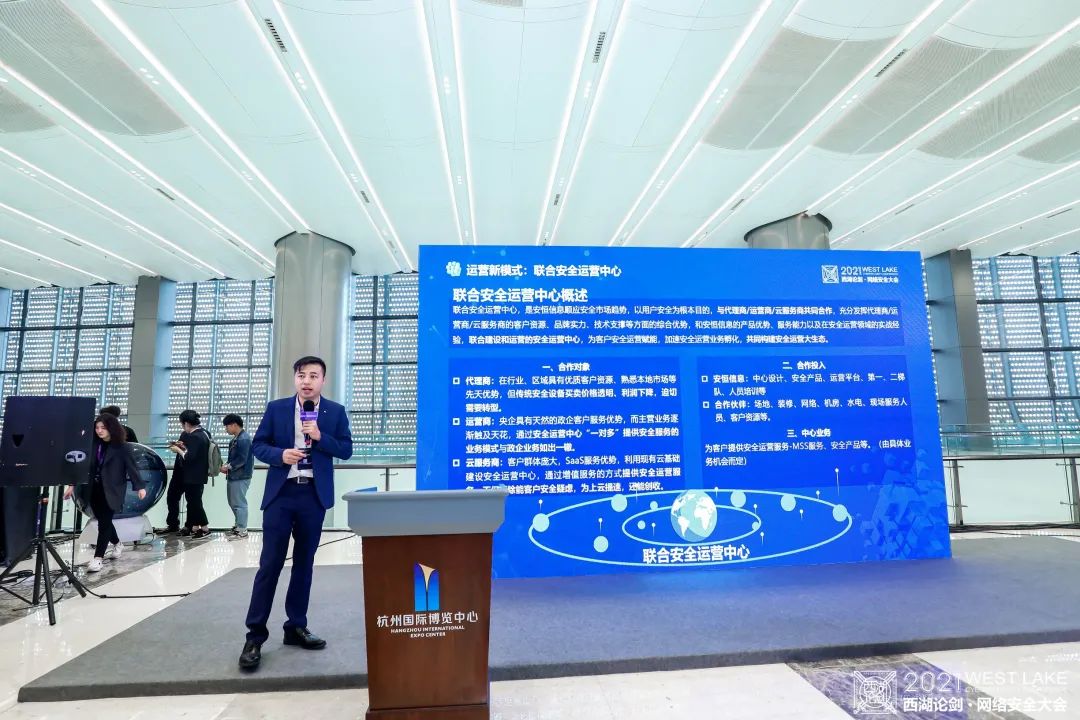 运营新模式：联合安全运营中心
2021 WEST LAKE
西湖论剑·网络安全大会
联合安全运营中心概述
联合安全运营中心，是安恒信息顺应安全市场趋势，以用户安全为根本目的，与代理商/运营商/云服务商共同合作，充分发挥代理商/运
营商/云服务商的客户资源、品牌实力、技术支撑等方面的综合优势，和安恒信息的产品优势、服务能力以及在安全运营领域的实战经
验，联合建设和运营的安全运营中心，为客户安全运营赋能，加速安全运营业务孵化，共同构建安全运营大生态。
一、合作对象
代理商：在行业、区域具有优质客户资源、熟悉本地市场等
先天优势，但传统安全设备买卖价格透明、利润下降，迫切
需要转型。
运营商：央企具有天然的政企客户服务优势，而主营业务逐
渐触及天花，通过安全运营中心“一对多”提供安全服务的
业务模式与政企业务如出一辙。
云服务商：客户群体庞大，SaaS服务优势，利用现有云基础
建设安全运营中心，通过增值服务的方式提供安全运营服
除能客户安全疑虑，为上云提速，还能创收。
二、合作投入
安恒信息：中心设计、安全产品、运营平台、第一、二梯
队、人员培训等
合作伙伴：场地、装修、网络、机房、水电、现场服务人
员、客户资源等。
三、中心业务
为客户提供安全运营服务-MSS服务、安全产品等，（由具体业
务机会而定）
联合安全运营中心
杭州国际博览中心
HANGZHOU INTERNATIONAL
EXPO CENTER
2021 WEST LAKE
西湖论剑·网络安全大会